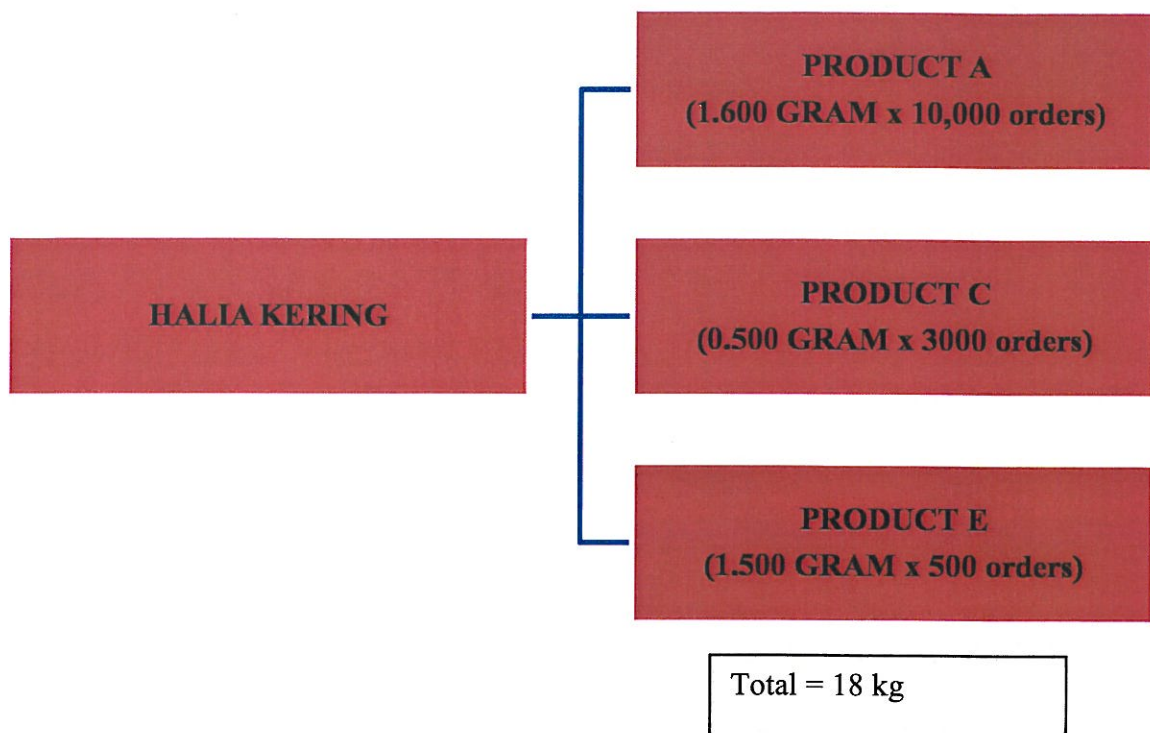 PRODUCT A
(1.600 GRAM x 10,000 orders)
HALIA KERING
PRODUCT C
(0.500 GRAM x 3000 orders)
PRODUCT E
(1.500 GRAM x 500 orders)
Total = 18 kg